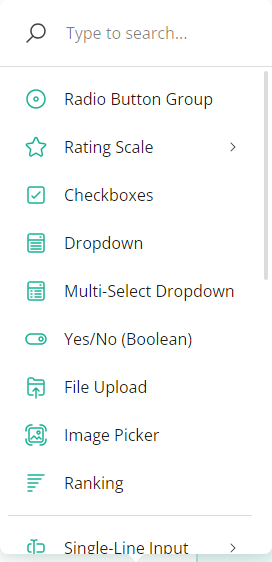 Type to search...
Radio Button Group
Rating Scale
Checkboxes
Dropdown
Multi-Select Dropdown
Yes/No (Boolean)
File Upload
Image Picker
Ranking
Single-Line Input